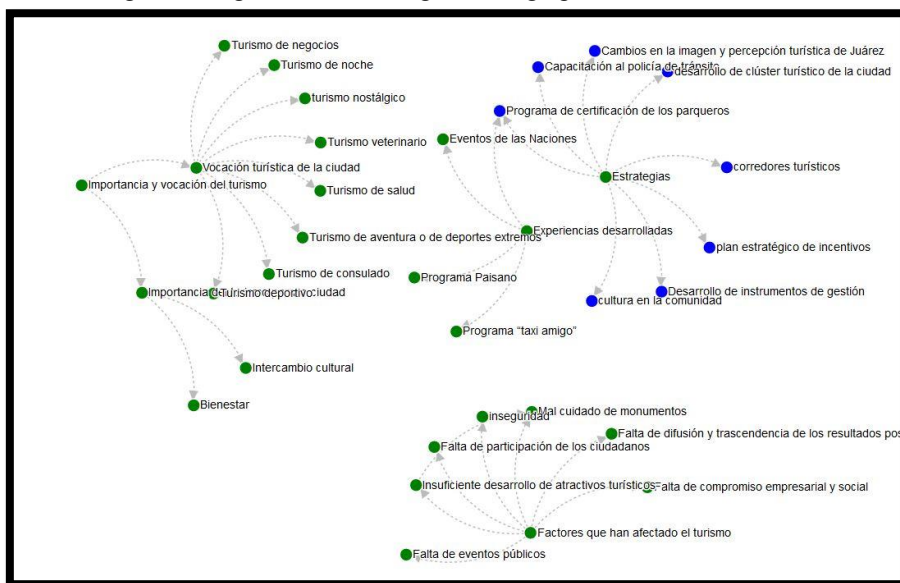 Turismo de negocios
Turismo de noche
turismo nostálgico
Turismo veterinario
Vocación turística de la ciudad
Importancia y vocación del turismo
Turismo de salud
Turismo de aventura o de deportes extremos
Turismo de consulado
Importancia
Turismo deporte
ciudad
Intercambio cultural
Bienestar
Cambios en la imagen y percepción turística de Juárez
Capacitación al policía de tránsito
desarrollo de clúster turístico de la ciudad
Programa de certificación de los parqueros
Eventos de las Naciones
corredores turísticos
Estrategias
Experiencias desarrolladas
plan estratégico de incentivos
Programa Paisano
Desarrollo de instrumentos de gestión
cultura en la comunidad
Programa “taxi amigo”
Mal cuidado de monumentos
inseguridad
Falta de difusión y trascendencia de los resultados pos
Falta de participación de los ciudadanos
Insuficiente desarrollo de atractivos turísticos
Falta de compromiso empresarial y social
Factores que han afectado el turismo
Falta de eventos públicos